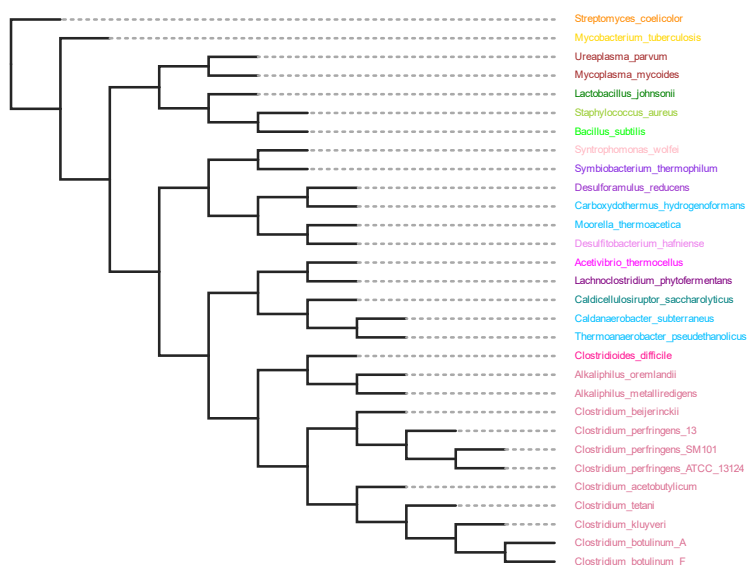 Streptomyces_coelicolor
Mycobacterium_tuberculosis
Ureaplasma_parvum
Mycoplasma_mycoides
Lactobacillus_johnsonii
Staphylococcus_aureus
Bacillus_subtilis
Syntrophomonas_wolfei
Symbiobacterium_thermophilum
Desulforamulus_reducens
Carboxydothermus_hydrogenoformans
Moorella_thermoacetica
Desulfitobacterium_hafniense
Acetivibrio_thermocellus
Lachnoclostridium_phytofermentans
Caldicellulosiruptor_saccharolyticus
Caldanaerobacter_subterraneus
Thermoanaerobacter_pseudethanolicus
Clostridioides_difficile
Alkaliphilus_oremlandii
Alkaliphilus_metalliredigens
Clostridium_beijerinckii
Clostridium_perfringens_13
Clostridium_perfringens_SM101
Clostridium_perfringens_ATCC_13124
Clostridium_acetobutylicum
Clostridium_tetani
Clostridium_kluyveri
Clostridium_botulinum_A
Clostridium_botulinum_F